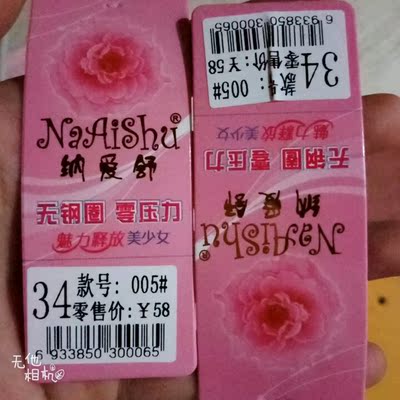 NaAiShu®
纳爱舒
无钢圈 零压力
魅力释放美少女
34 款号：005#
零售价：￥58
6 933850 300065
无他
相机
34 款号：005#
零售价：￥58
6 933850 300065
魅力释放美少女
无钢圈 零压力
纳爱舒
NaAiShu®